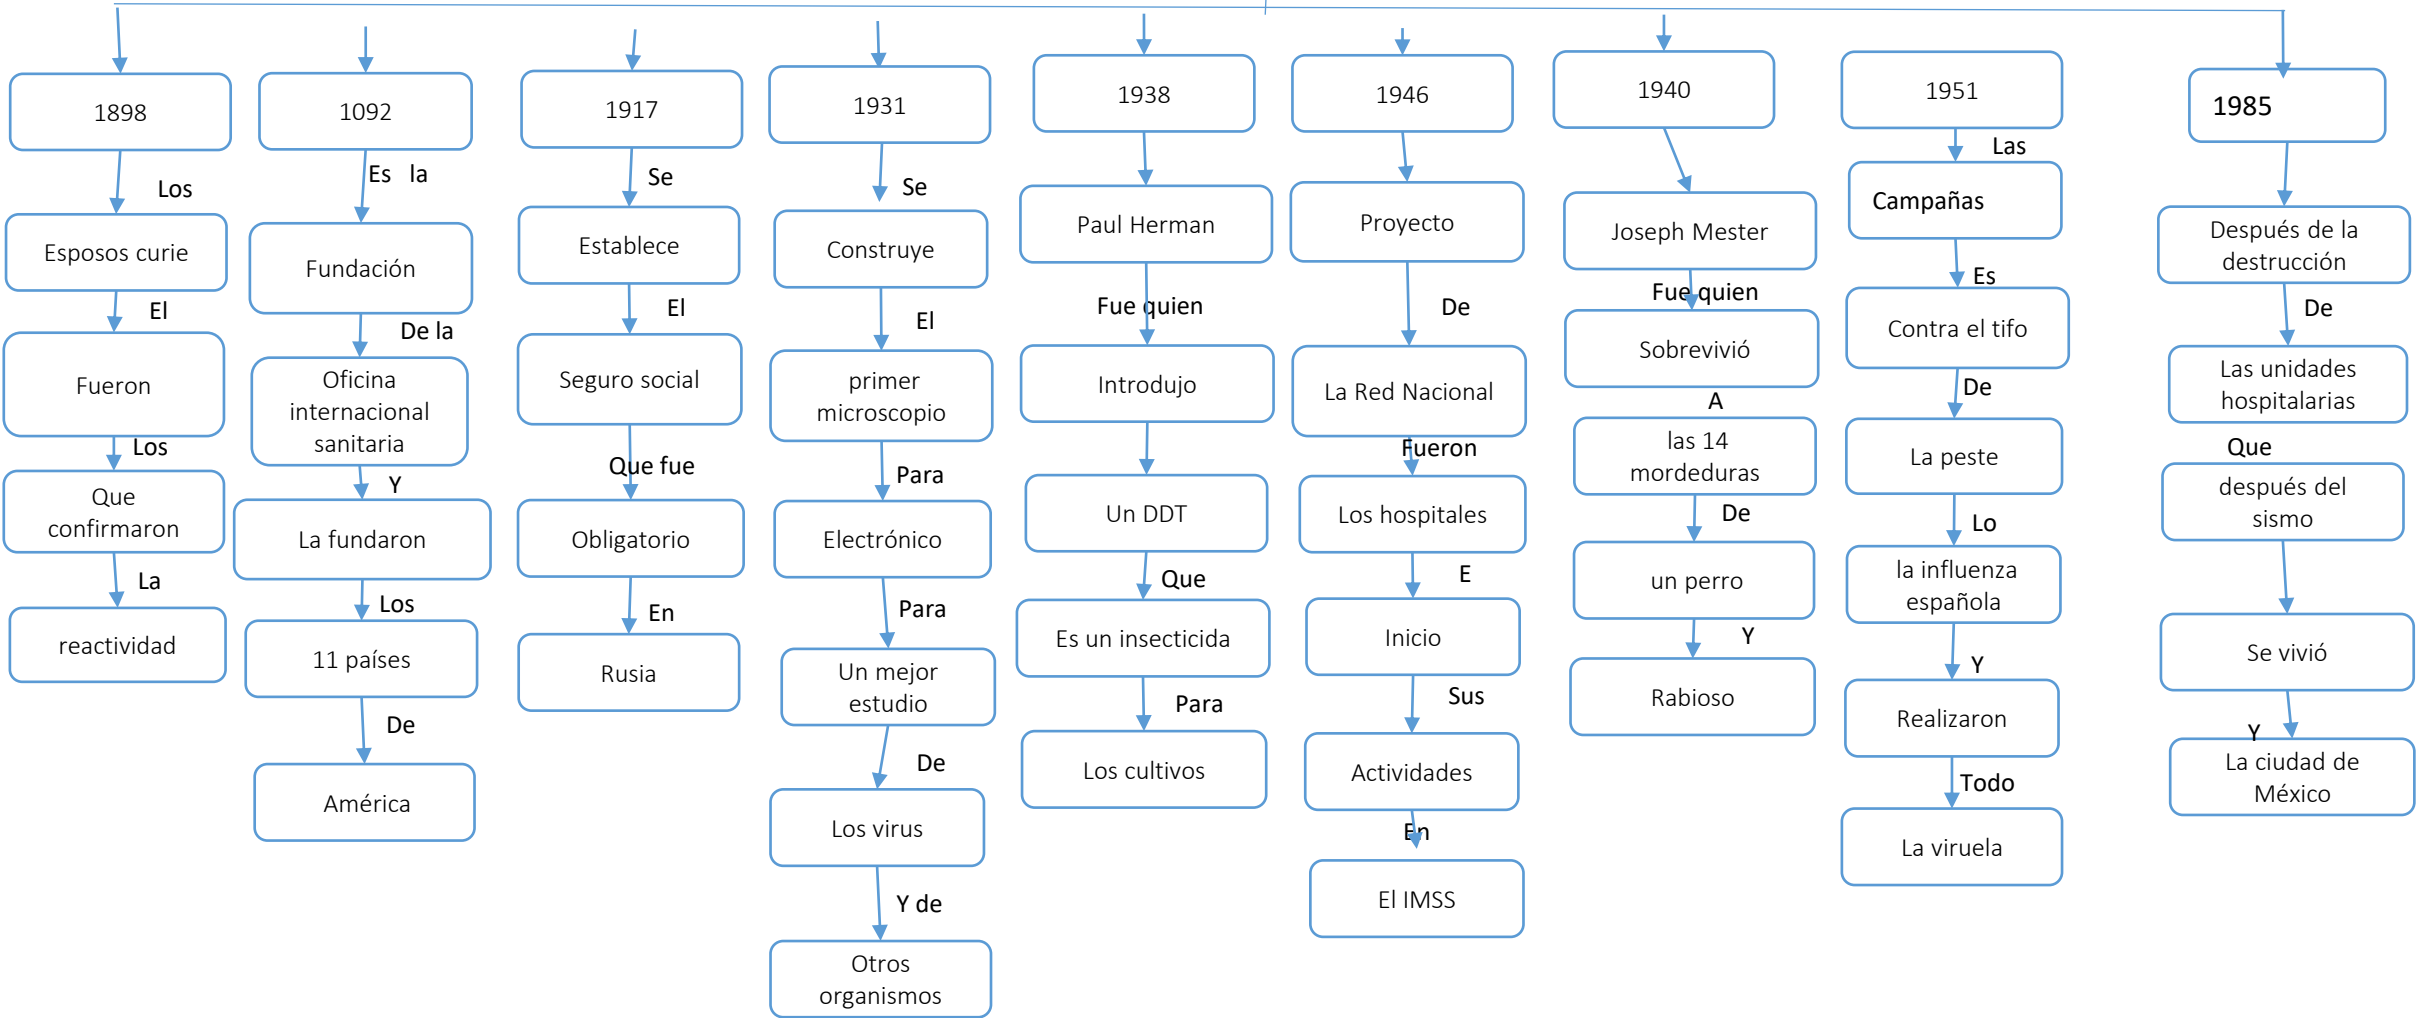 1898
Los
Esposos curie
El
Fueron
Los
Que
confirmaron
La
reactividad
1092
Es la
Fundación
De la
Oficina
internacional
sanitaria
Y
La fundaron
Los
11 países
De
América
1917
Se
Establece
El
Seguro social
Que fue
Obligatorio
En
Rusia
1931
Se
Construye
El
primer
microscopio
Para
Electrónico
Para
Un mejor
estudio
De
Los virus
Y de
Otros
organismos
1938
Paul Herman
Fue quien
Introdujo
Un DDT
Que
Es un insecticida
Para
Los cultivos
1946
Proyecto
De
La Red Nacional
Fueron
Los hospitales
E
Inicio
Sus
Actividades
En
El IMSS
1940
Joseph Mester
Fue quien
Sobrevivió
A
las 14
mordeduras
De
un perro
Y
Rabioso
1951
Las
Campañas
Es
Contra el tifo
De
La peste
Lo
la influenza
española
Y
Realizaron
Todo
La viruela
1985
Después de la
destrucción
De
Las unidades
hospitalarias
Que
después del
sismo
Se vivió
Y
La ciudad de
México